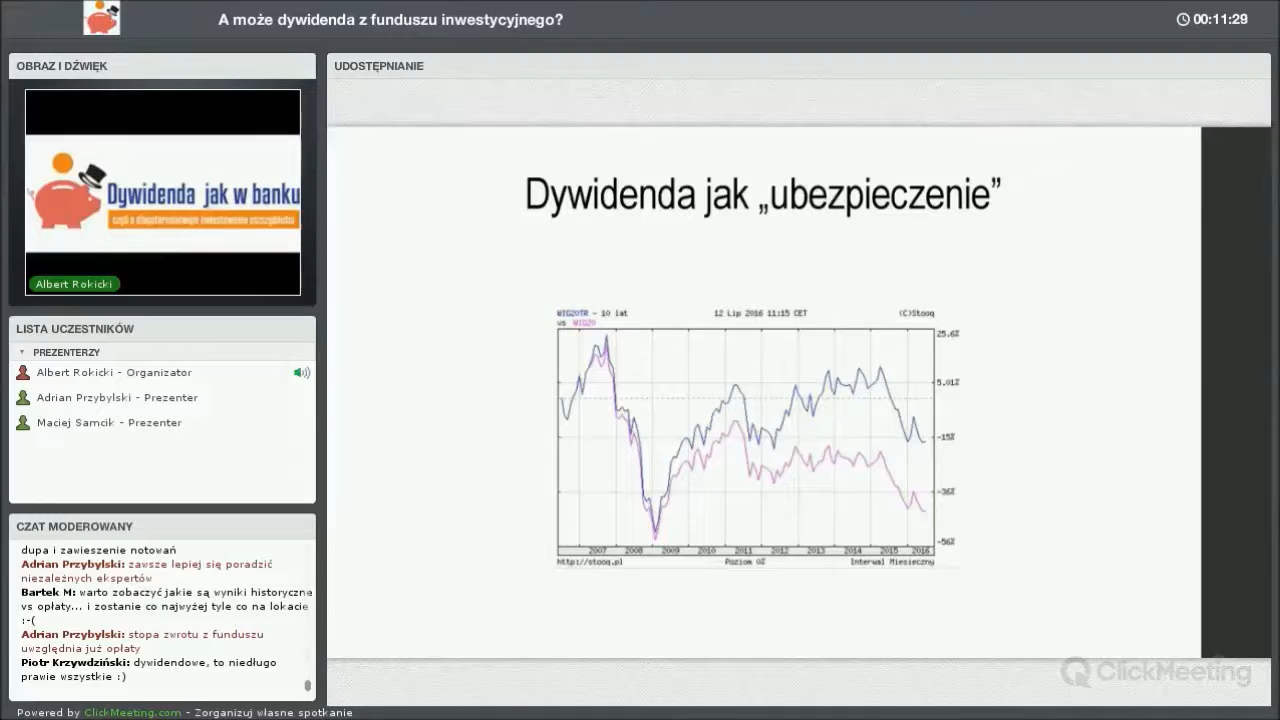 A może dywidenda z funduszu inwestycyjnego?
00:11:29
OBRAZ I DŹWIĘK
UDOSTĘPNIANIE
Dywidenda jak w banku
czyli o długoterminowym inwestowaniu oszczędności
Albert Rokicki
LISTA UCZESTNIKÓW
PREZENTERZY
Albert Rokicki - Organizator
Adrian Przybylski - Prezenter
Maciej Samcik - Prezenter
CZAT MODEROWANY
dupa i zawieszenie notowań
Adrian Przybylski: zawsze lepiej się poradzić
niezależnych ekspertów
Bartek M: warto zobaczyć jakie są wyniki historyczne
vs opłaty... i zostanie co najwyżej tyle co na lokacie
:-(
Adrian Przybylski: stopa zwrotu z funduszu
uwzględnia już opłaty
Piotr Krzywdziński: dywidendowe, to niedługo
prawie wszystkie :)
Dywidenda jak „ubezpieczenie”
WIG20TR - 10 lat 12 Lip 2016 11:15 CET (C)Stooq
vs WIG20
25.6%
5.01%
-15%
-36%
-56%
2007 2008 2009 2010 2011 2012 2013 2014 2015 2016
http://stooq.pl Poziom 0% Interwał Miesięczny
ClickMeeting
Powered by ClickMeeting.com - Zorganizuj własne spotkanie